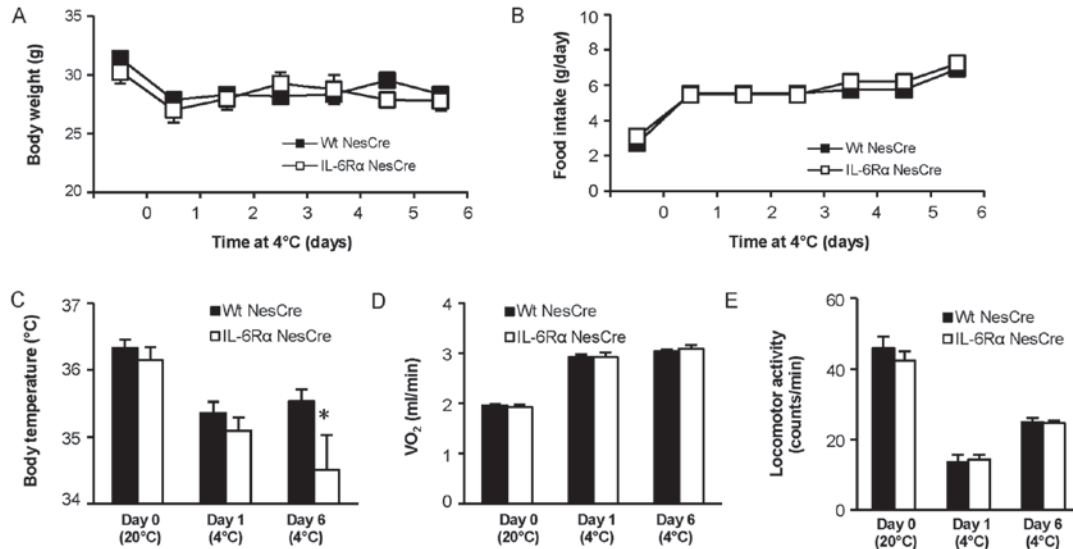 A
Body weight (g)
35
30
25
20
Wt NesCre
IL-6Rα NesCre
0 1 2 3 4 5 6
Time at 4°C (days)
B
Food intake (g/day)
10
8
6
4
2
0
Wt NesCre
IL-6Rα NesCre
0 1 2 3 4 5 6
Time at 4°C (days)
C
Body temperature (°C)
37
36
35
34
Wt NesCre
IL-6Rα NesCre
*
Day 0 Day 1 Day 6
(20°C) (4°C) (4°C)
D
VO2 (ml/min)
4
3
2
1
0
Wt NesCre
IL-6Rα NesCre
Day 0 Day 1 Day 6
(20°C) (4°C) (4°C)
E
Locomotor activity
(counts/min)
60
40
20
0
Wt NesCre
IL-6Rα NesCre
Day 0 Day 1 Day 6
(20°C) (4°C) (4°C)